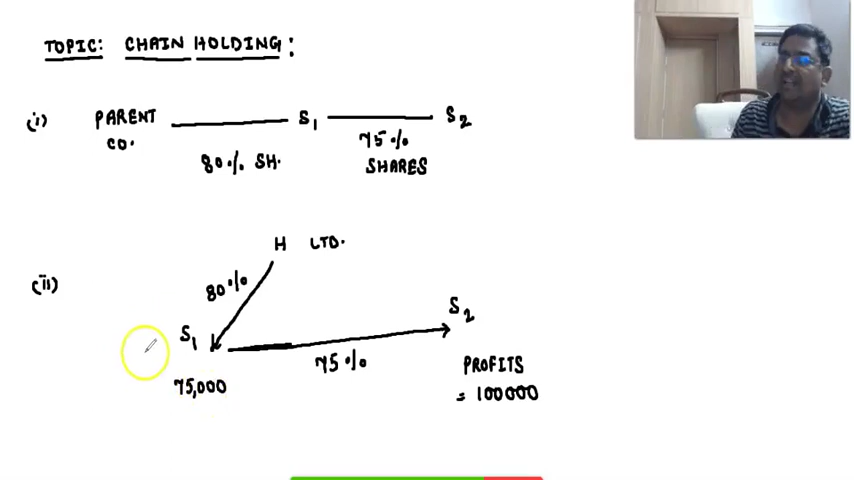 TOPIC: CHAIN HOLDING:
(i) PARENT CO. S1 S2
80% SH.
75% SHARES
(ii) H LTD.
80%
S1 S2
75%
75,000
PROFITS
= 100000